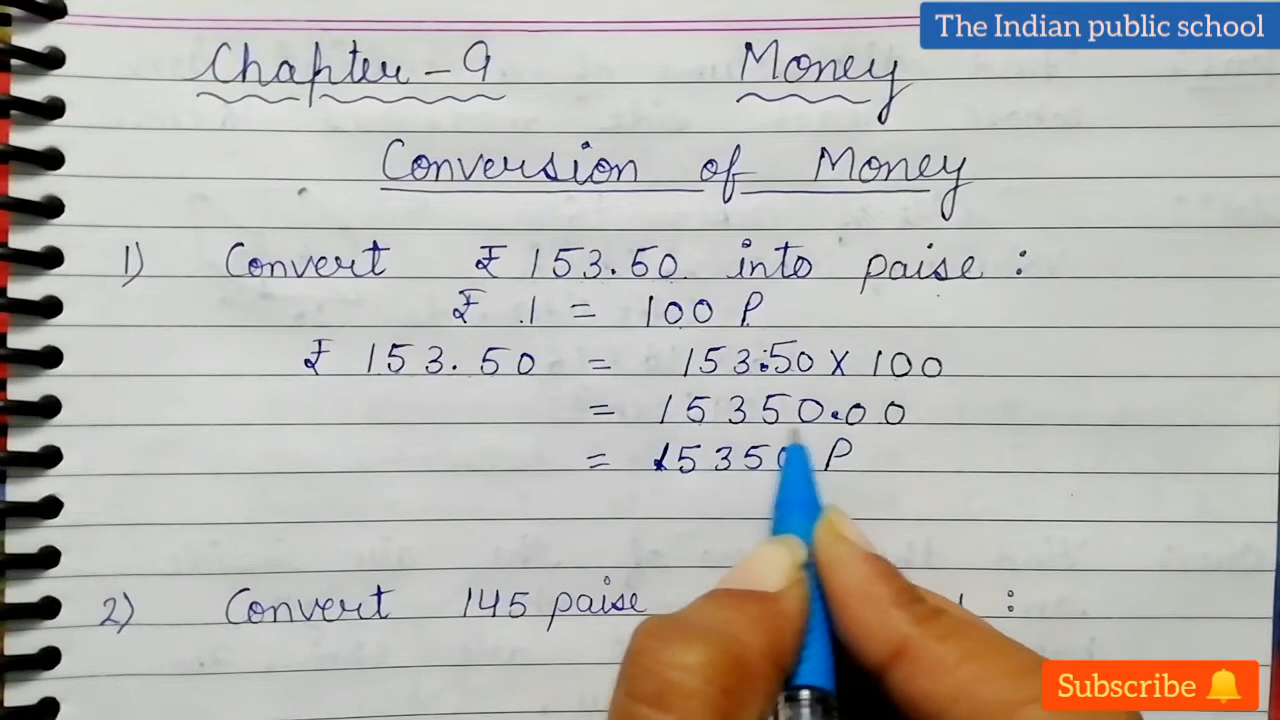 The Indian public school
Chapter - 9 Money
Conversion of Money
1) Convert ₹ 153.50 into paise :
₹ 1 = 100 P
₹ 153.50 = 153.50 x 100
= 15350.00
= 15350 P
2) Convert 145 paise :
Subscribe